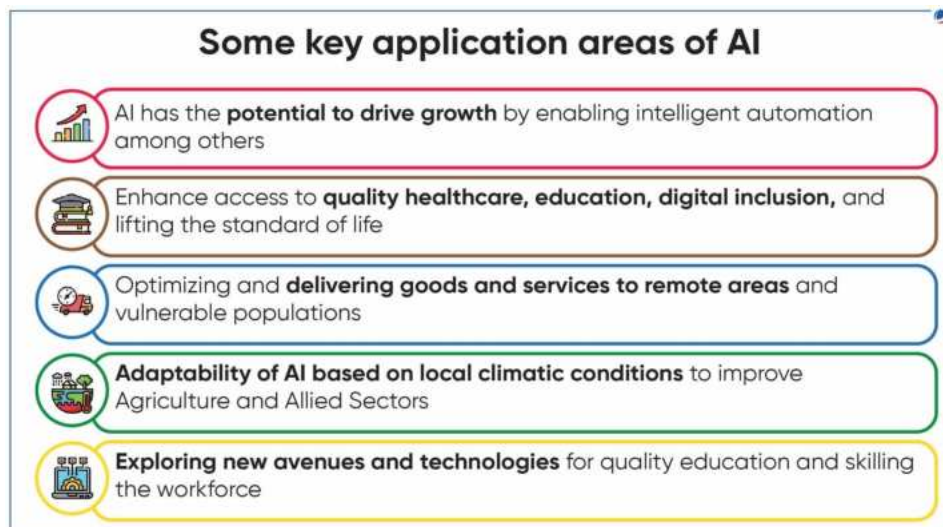 Some key application areas of AI
AI has the potential to drive growth by enabling intelligent automation
among others
Enhance access to quality healthcare, education, digital inclusion, and
lifting the standard of life
Optimizing and delivering goods and services to remote areas and
vulnerable populations
Adaptability of AI based on local climatic conditions to improve
Agriculture and Allied Sectors
Exploring new avenues and technologies for quality education and skilling
the workforce